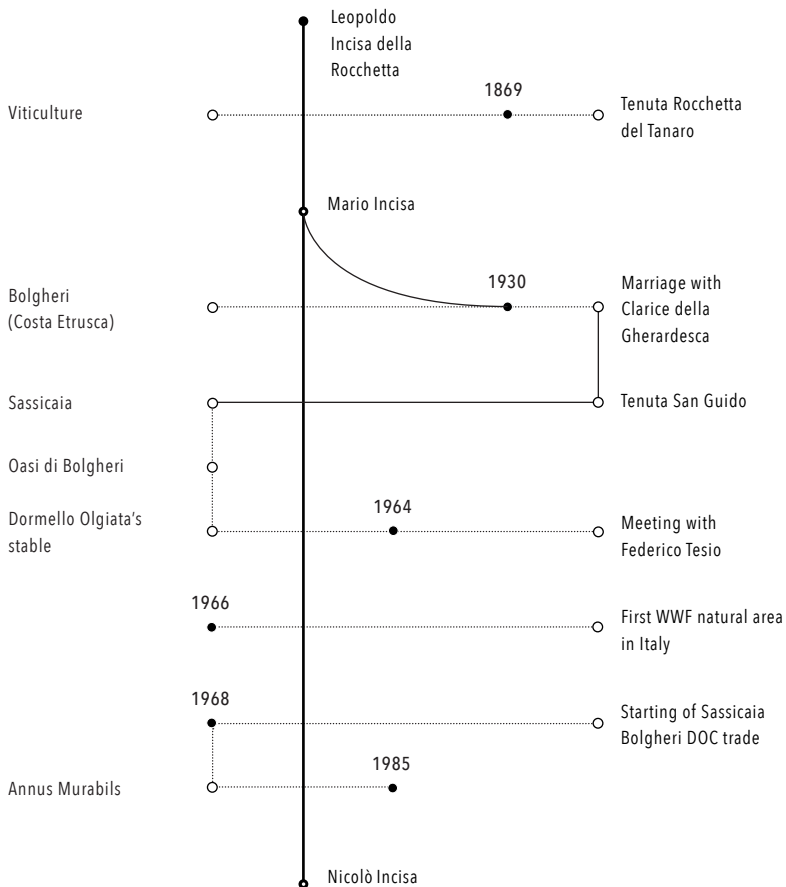 Leopoldo
Incisa della
Rocchetta
1869
Viticulture
Tenuta Rocchetta
del Tanaro
Mario Incisa
1930
Bolgheri
(Costa Etrusca)
Marriage with
Clarice della
Gherardesca
Sassicaia
Tenuta San Guido
Oasi di Bolgheri
1964
Dormello Olgiata's
stable
Meeting with
Federico Tesio
1966
First WWF natural area
in Italy
1968
Starting of Sassicaia
Bolgheri DOC trade
1985
Annus Murabils
Nicolò Incisa